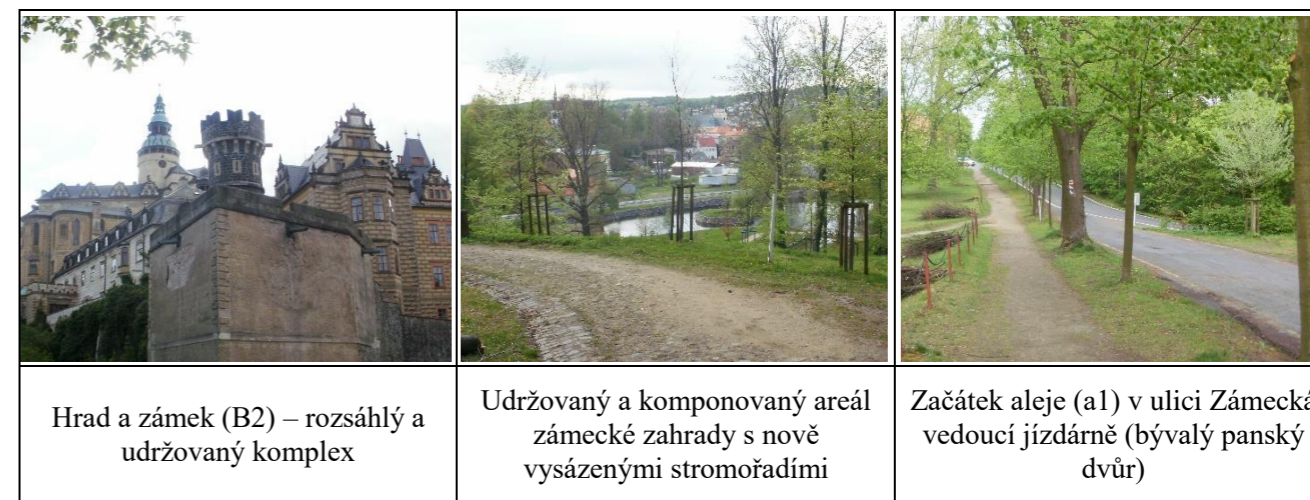 Hrad a zámek (B2) – rozsáhlý a
udržovaný komplex
Udržovaný a komponovaný areál
zámecké zahrady s nově
vysázenými stromořadími
Začátek aleje (a1) v ulici Zámecká
vedoucí jízdárně (bývalý panský
dvůr)